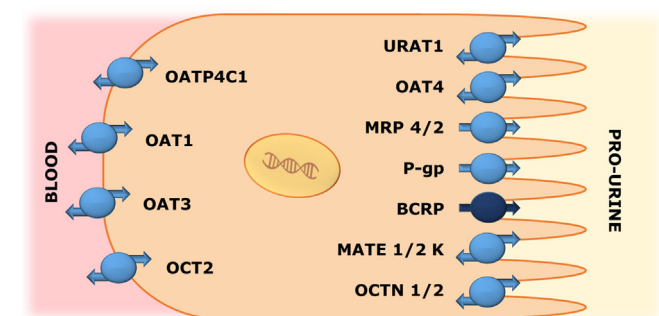 BLOOD
OATP4C1
OAT1
OAT3
OCT2
URAT1
OAT4
MRP 4/2
P-gp
BCRP
MATE 1/2 K
OCTN 1/2
PRO-URINE